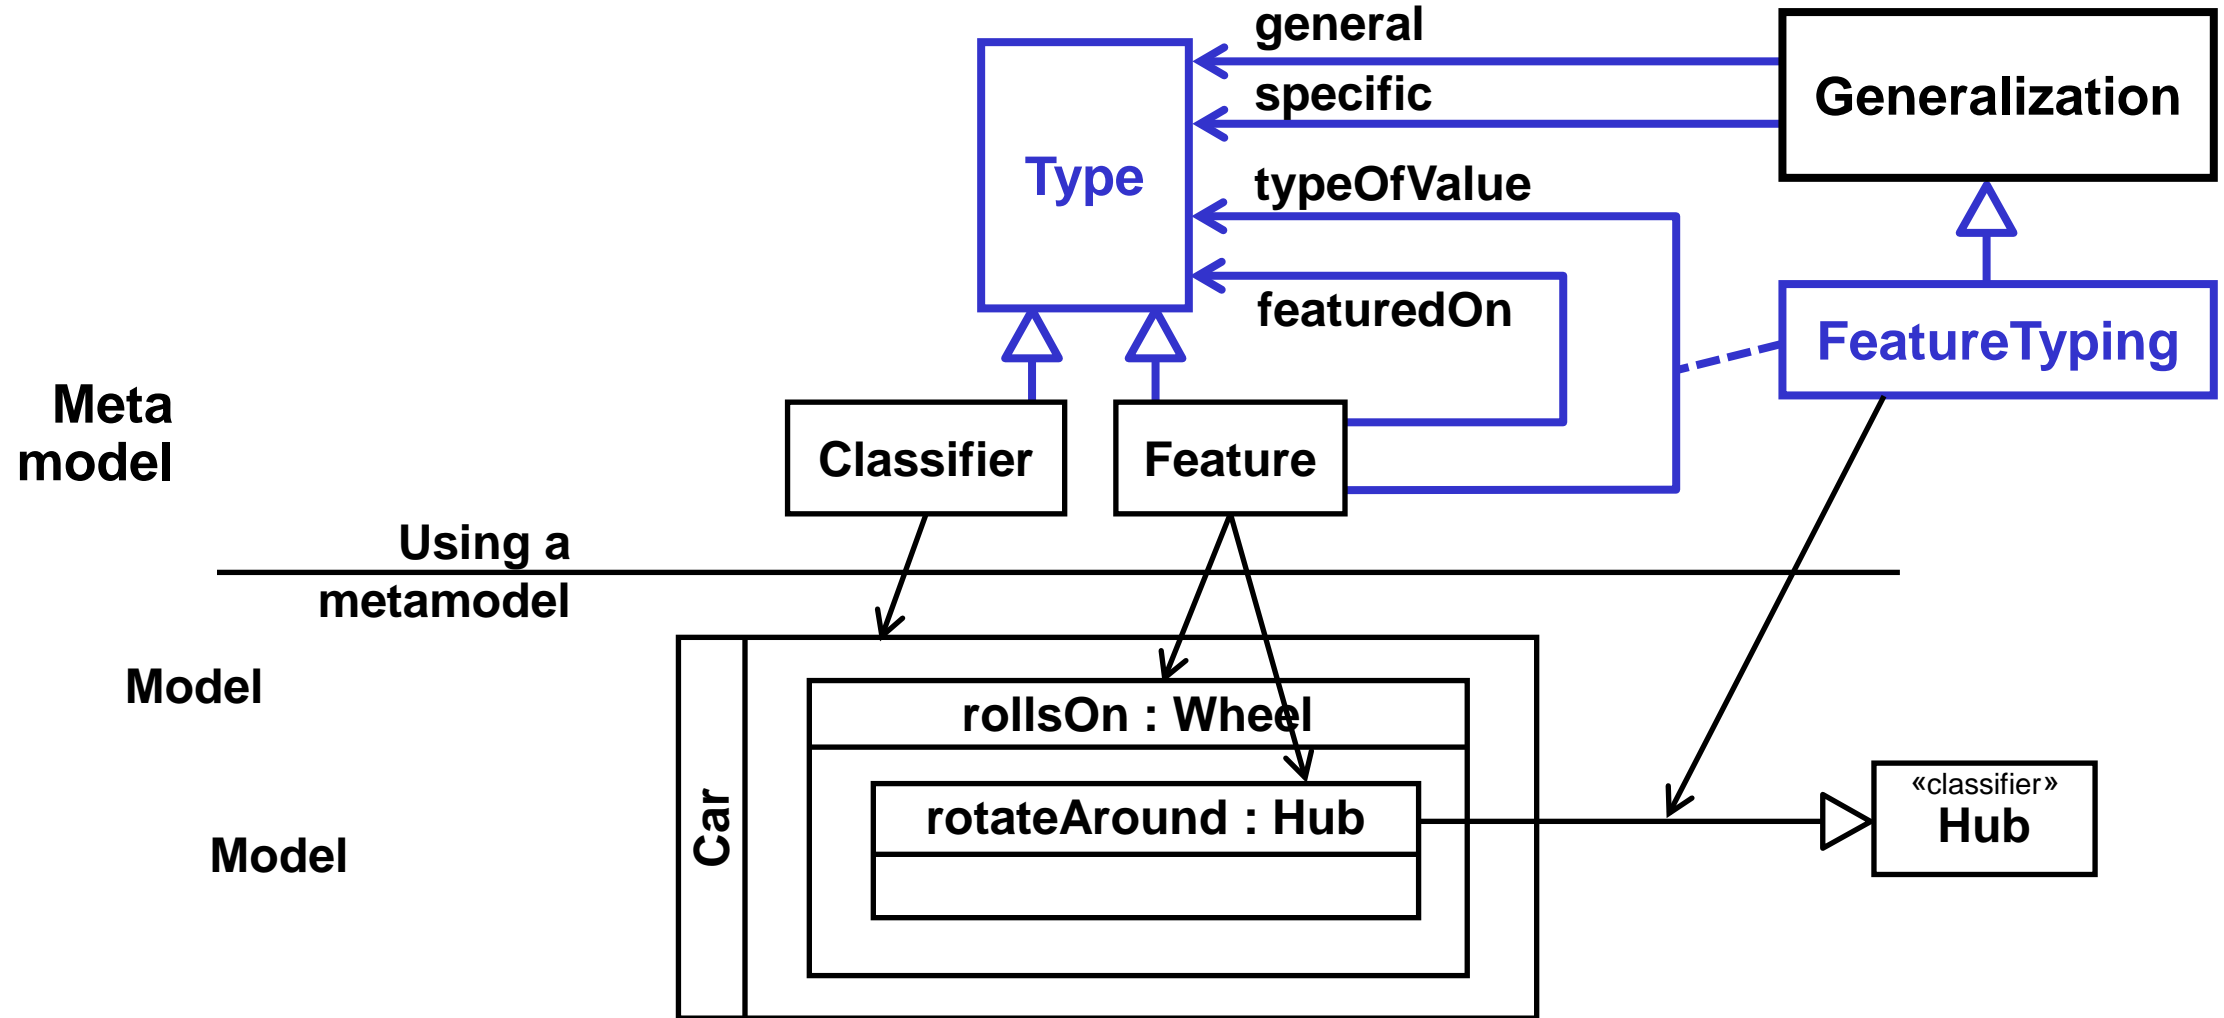 general
Generalization
specific
Type
typeOfValue
featuredOn
FeatureTyping
Meta
model
Classifier
Feature
Using a
metamodel
Model
rollsOn : Wheel
«classifier»
Hub
rotateAround : Hub
Car
Model